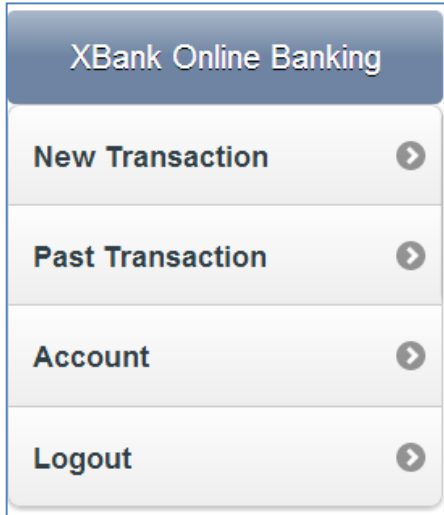 XBank Online Banking
New Transaction
Past Transaction
Account
Logout